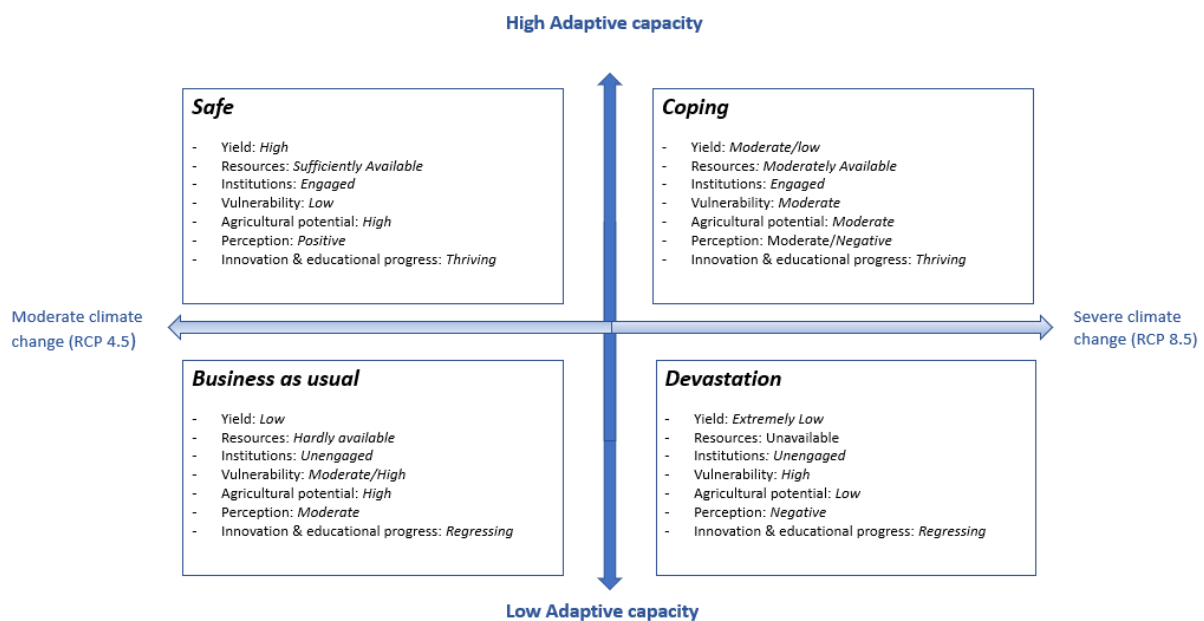 High Adaptive capacity
Safe
- Yield: High
- Resources: Sufficiently Available
- Institutions: Engaged
- Vulnerability: Low
- Agricultural potential: High
- Perception: Positive
- Innovation & educational progress: Thriving
Coping
- Yield: Moderate/low
- Resources: Moderately Available
- Institutions: Engaged
- Vulnerability: Moderate
- Agricultural potential: Moderate
- Perception: Moderate/Negative
- Innovation & educational progress: Thriving
Moderate climate
change (RCP 4.5)
Severe climate
change (RCP 8.5)
Business as usual
- Yield: Low
- Resources: Hardly available
- Institutions: Unengaged
- Vulnerability: Moderate/High
- Agricultural potential: High
- Perception: Moderate
- Innovation & educational progress: Regressing
Devastation
- Yield: Extremely Low
- Resources: Unavailable
- Institutions: Unengaged
- Vulnerability: High
- Agricultural potential: Low
- Perception: Negative
- Innovation & educational progress: Regressing
Low Adaptive capacity